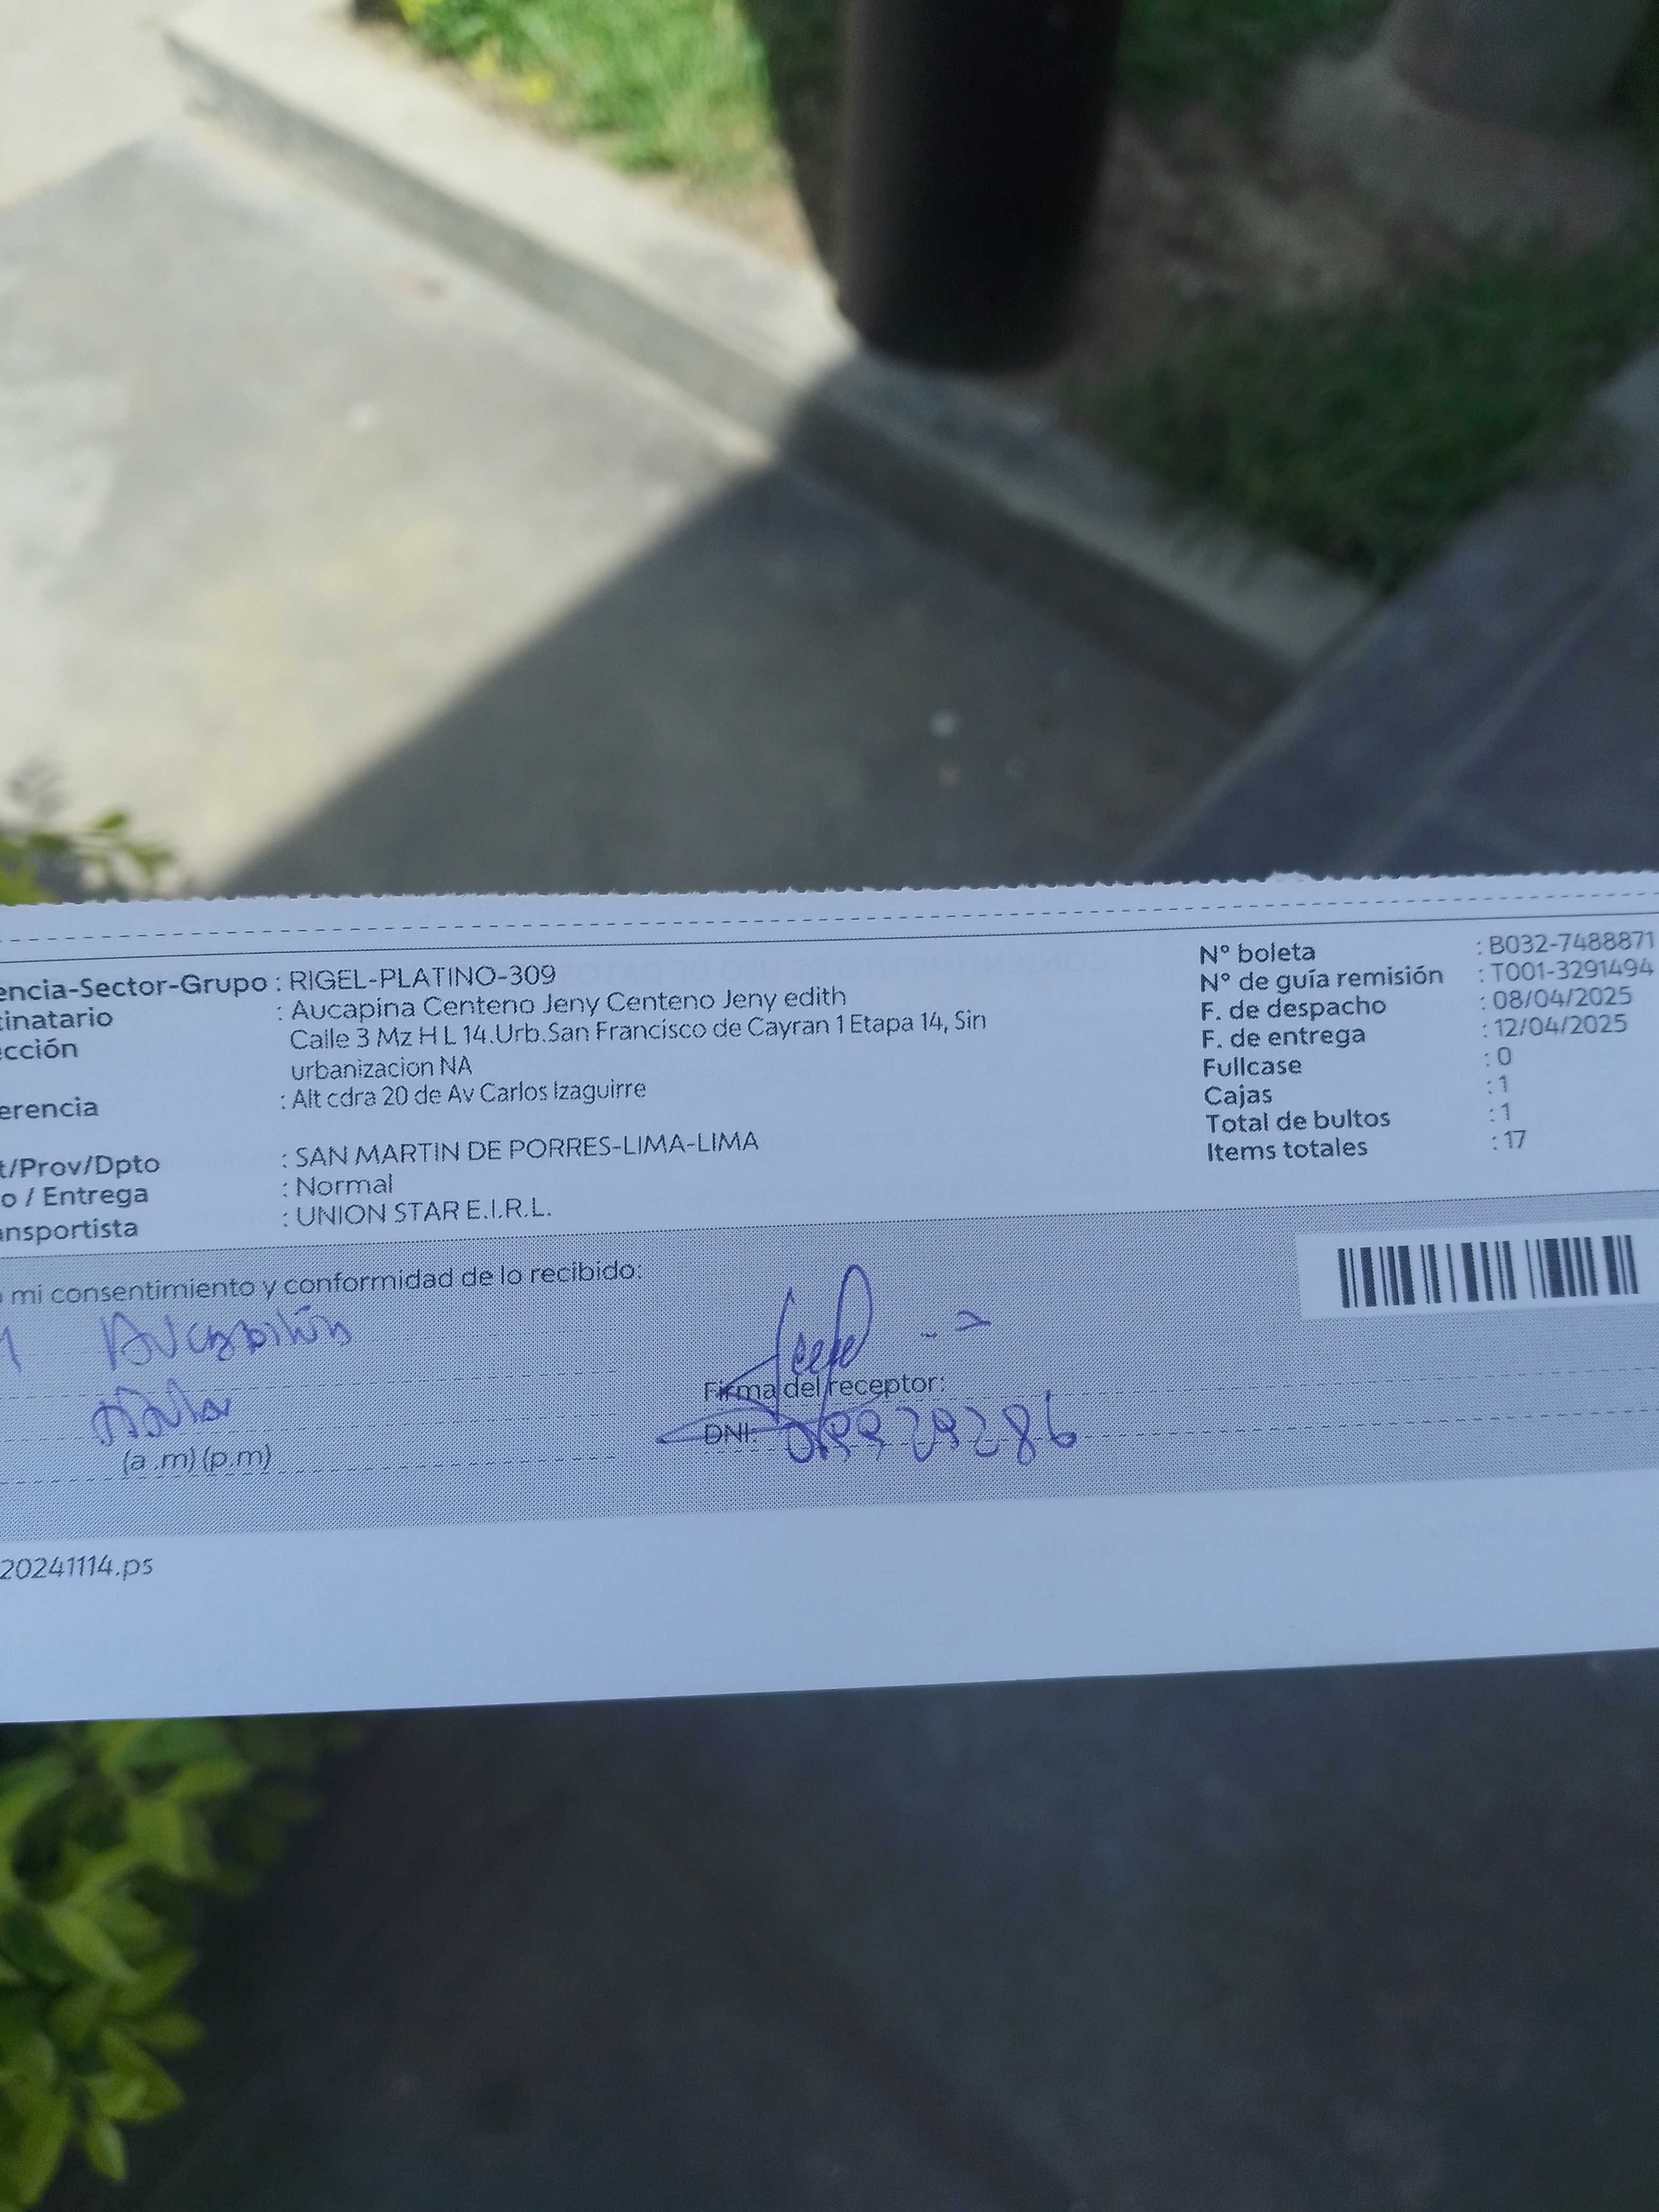 encia-Sector-Grupo : RIGEL-PLATINO-309
tinatario : Aucapina Centeno Jeny Centeno Jeny edith
ección Calle 3 Mz H L 14.Urb.San Francisco de Cayran 1 Etapa 14, Sin
urbanizacion NA
erencia : Alt cdra 20 de Av Carlos Izaguirre
t/Prov/Dpto : SAN MARTIN DE PORRES-LIMA-LIMA
o / Entrega : Normal
ansportista : UNION STAR E.I.R.L.
N° boleta : B032-7488871
N° de guía remisión : T001-3291494
F. de despacho : 08/04/2025
F. de entrega : 12/04/2025
Fullcase : 0
Cajas : 1
Total de bultos : 1
Items totales : 17
o mi consentimiento y conformidad de lo recibido:
Firma del receptor:
DNI:
(a .m) (p.m)
20241114.ps